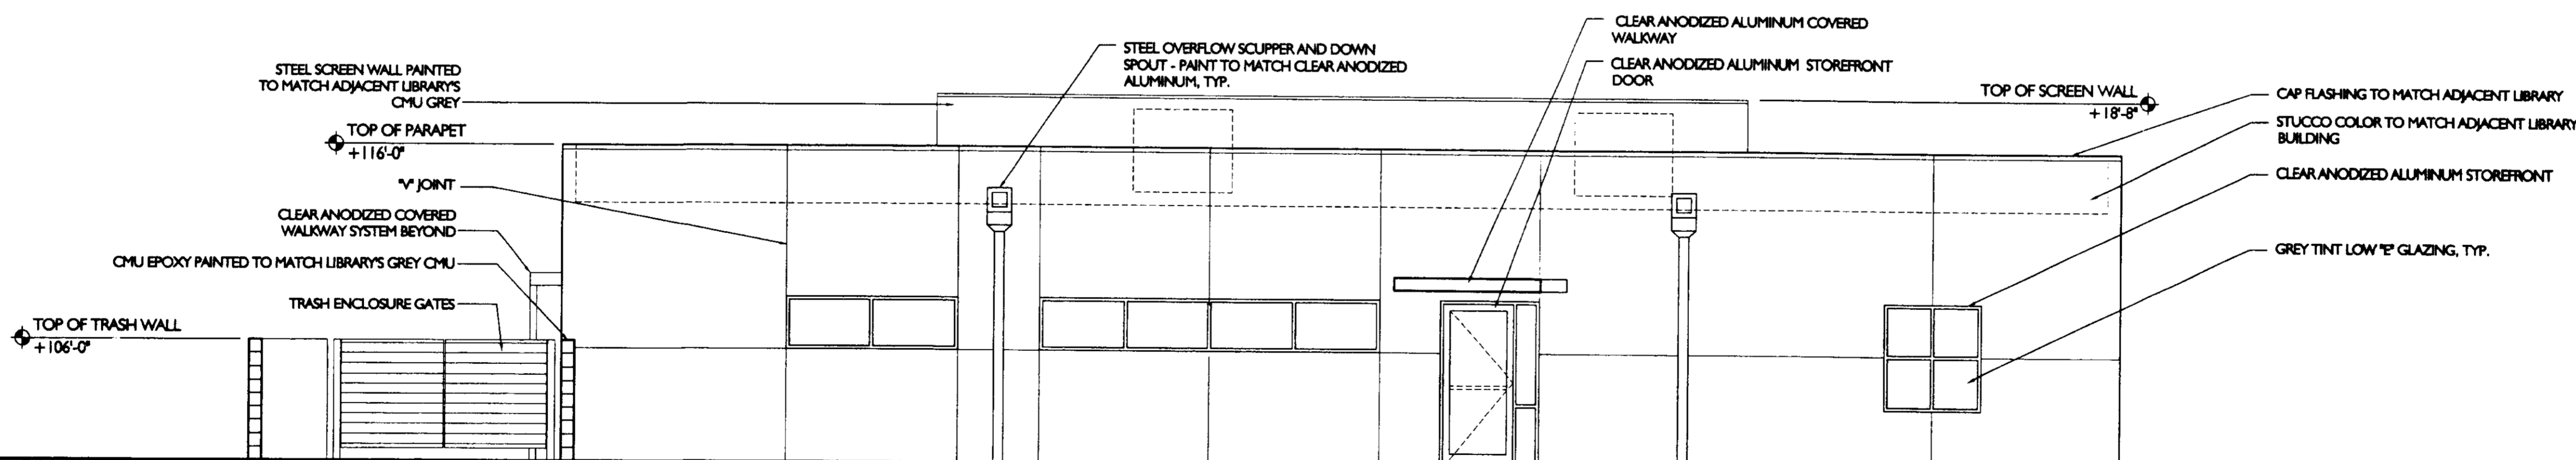 STEEL SCREEN WALL PAINTED
TO MATCH ADJACENT LIBRARY'S
CMU GREY
TOP OF PARAPET
+116'-0"
"V" JOINT
CLEAR ANODIZED COVERED
WALKWAY SYSTEM BEYOND
CMU EPOXY PAINTED TO MATCH LIBRARY'S GREY CMU
TRASH ENCLOSURE GATES
TOP OF TRASH WALL
+106'-0"
STEEL OVERFLOW SCUPPER AND DOWN
SPOUT - PAINT TO MATCH CLEAR ANODIZED
ALUMINUM, TYP.
CLEAR ANODIZED ALUMINUM COVERED
WALKWAY
CLEAR ANODIZED ALUMINUM STOREFRONT
DOOR
TOP OF SCREEN WALL
+18'-8"
CAP FLASHING TO MATCH ADJACENT LIBRARY
STUCCO COLOR TO MATCH ADJACENT LIBRARY
BUILDING
CLEAR ANODIZED ALUMINUM STOREFRONT
GREY TINT LOW "E" GLAZING, TYP.